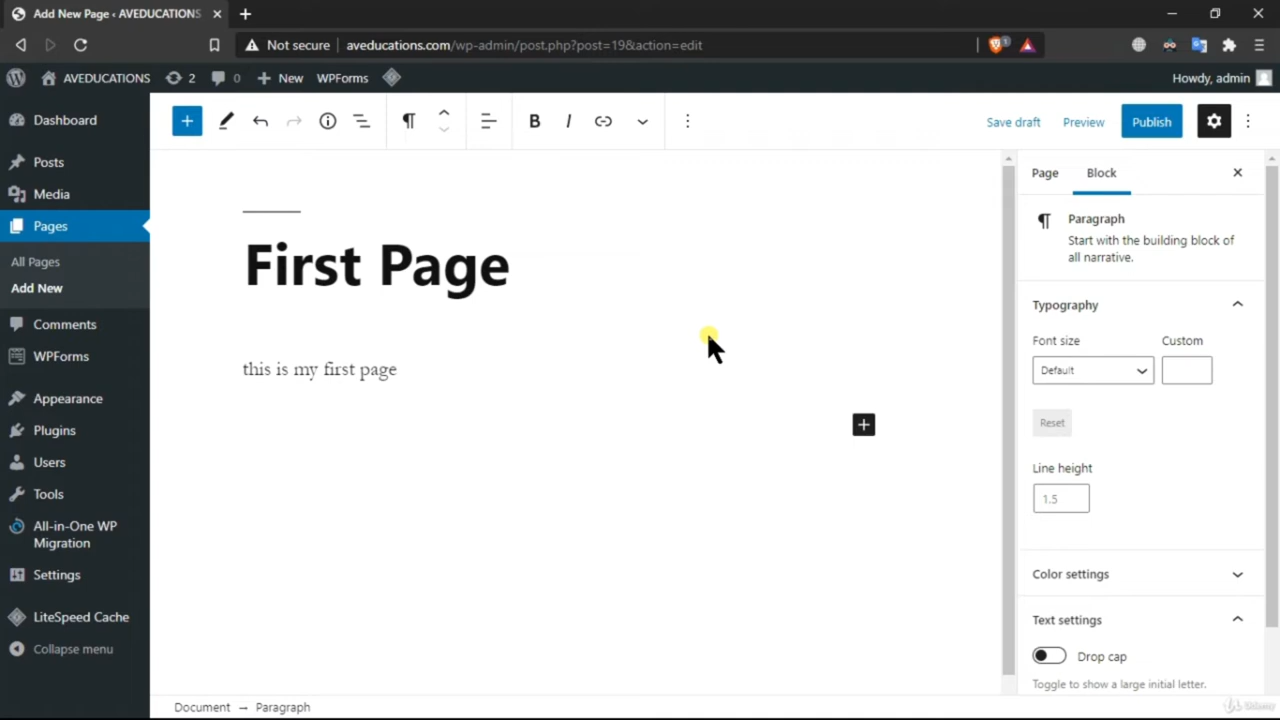 Add New Page ‹ AVEDUCATIONS
Not secure
aveducations.com/wp-admin/post.php?post=19&action=edit
1
AVEDUCATIONS
2
0
New
WPForms
Howdy, admin
Dashboard
Posts
Media
Pages
All Pages
Add New
Comments
WPForms
Appearance
Plugins
Users
Tools
All-in-One WP
Migration
Settings
LiteSpeed Cache
Collapse menu
B
I
Save draft
Preview
Publish
First Page
this is my first page
Page
Block
Paragraph
Start with the building block of
all narrative.
Typography
Font size
Custom
Default
Reset
Line height
1.5
Color settings
Text settings
Drop cap
Toggle to show a large initial letter.
Document → Paragraph
Udemy